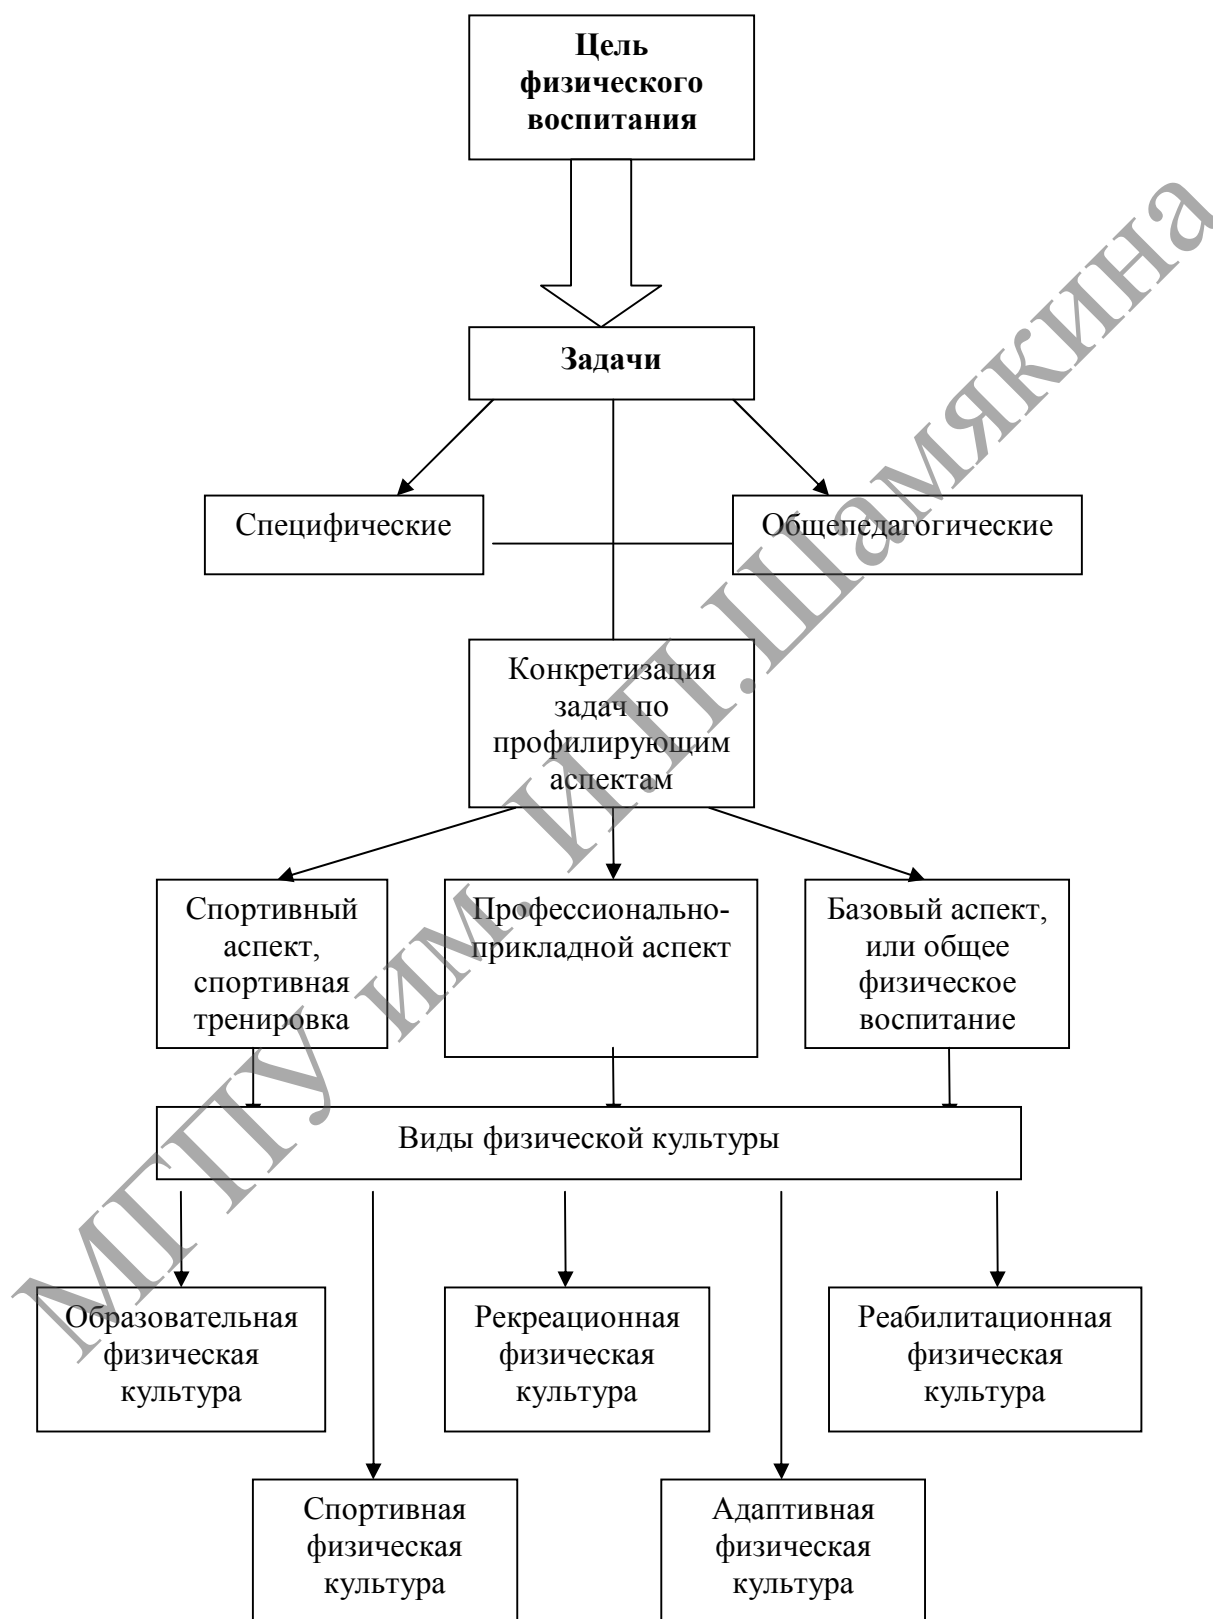 Цель
физического
воспитания
Задачи
Специфические
Общепедагогические
Конкретизация
задач по
профилирующим
аспектам
Спортивный
аспект,
спортивная
тренировка
Профессионально-
прикладной аспект
Базовый аспект,
или общее
физическое
воспитание
Виды физической культуры
Образовательная
физическая
культура
Рекреационная
физическая
культура
Реабилитационная
физическая
культура
Спортивная
физическая
культура
Адаптивная
физическая
культура
МГПУ им. И.П.Шамякина